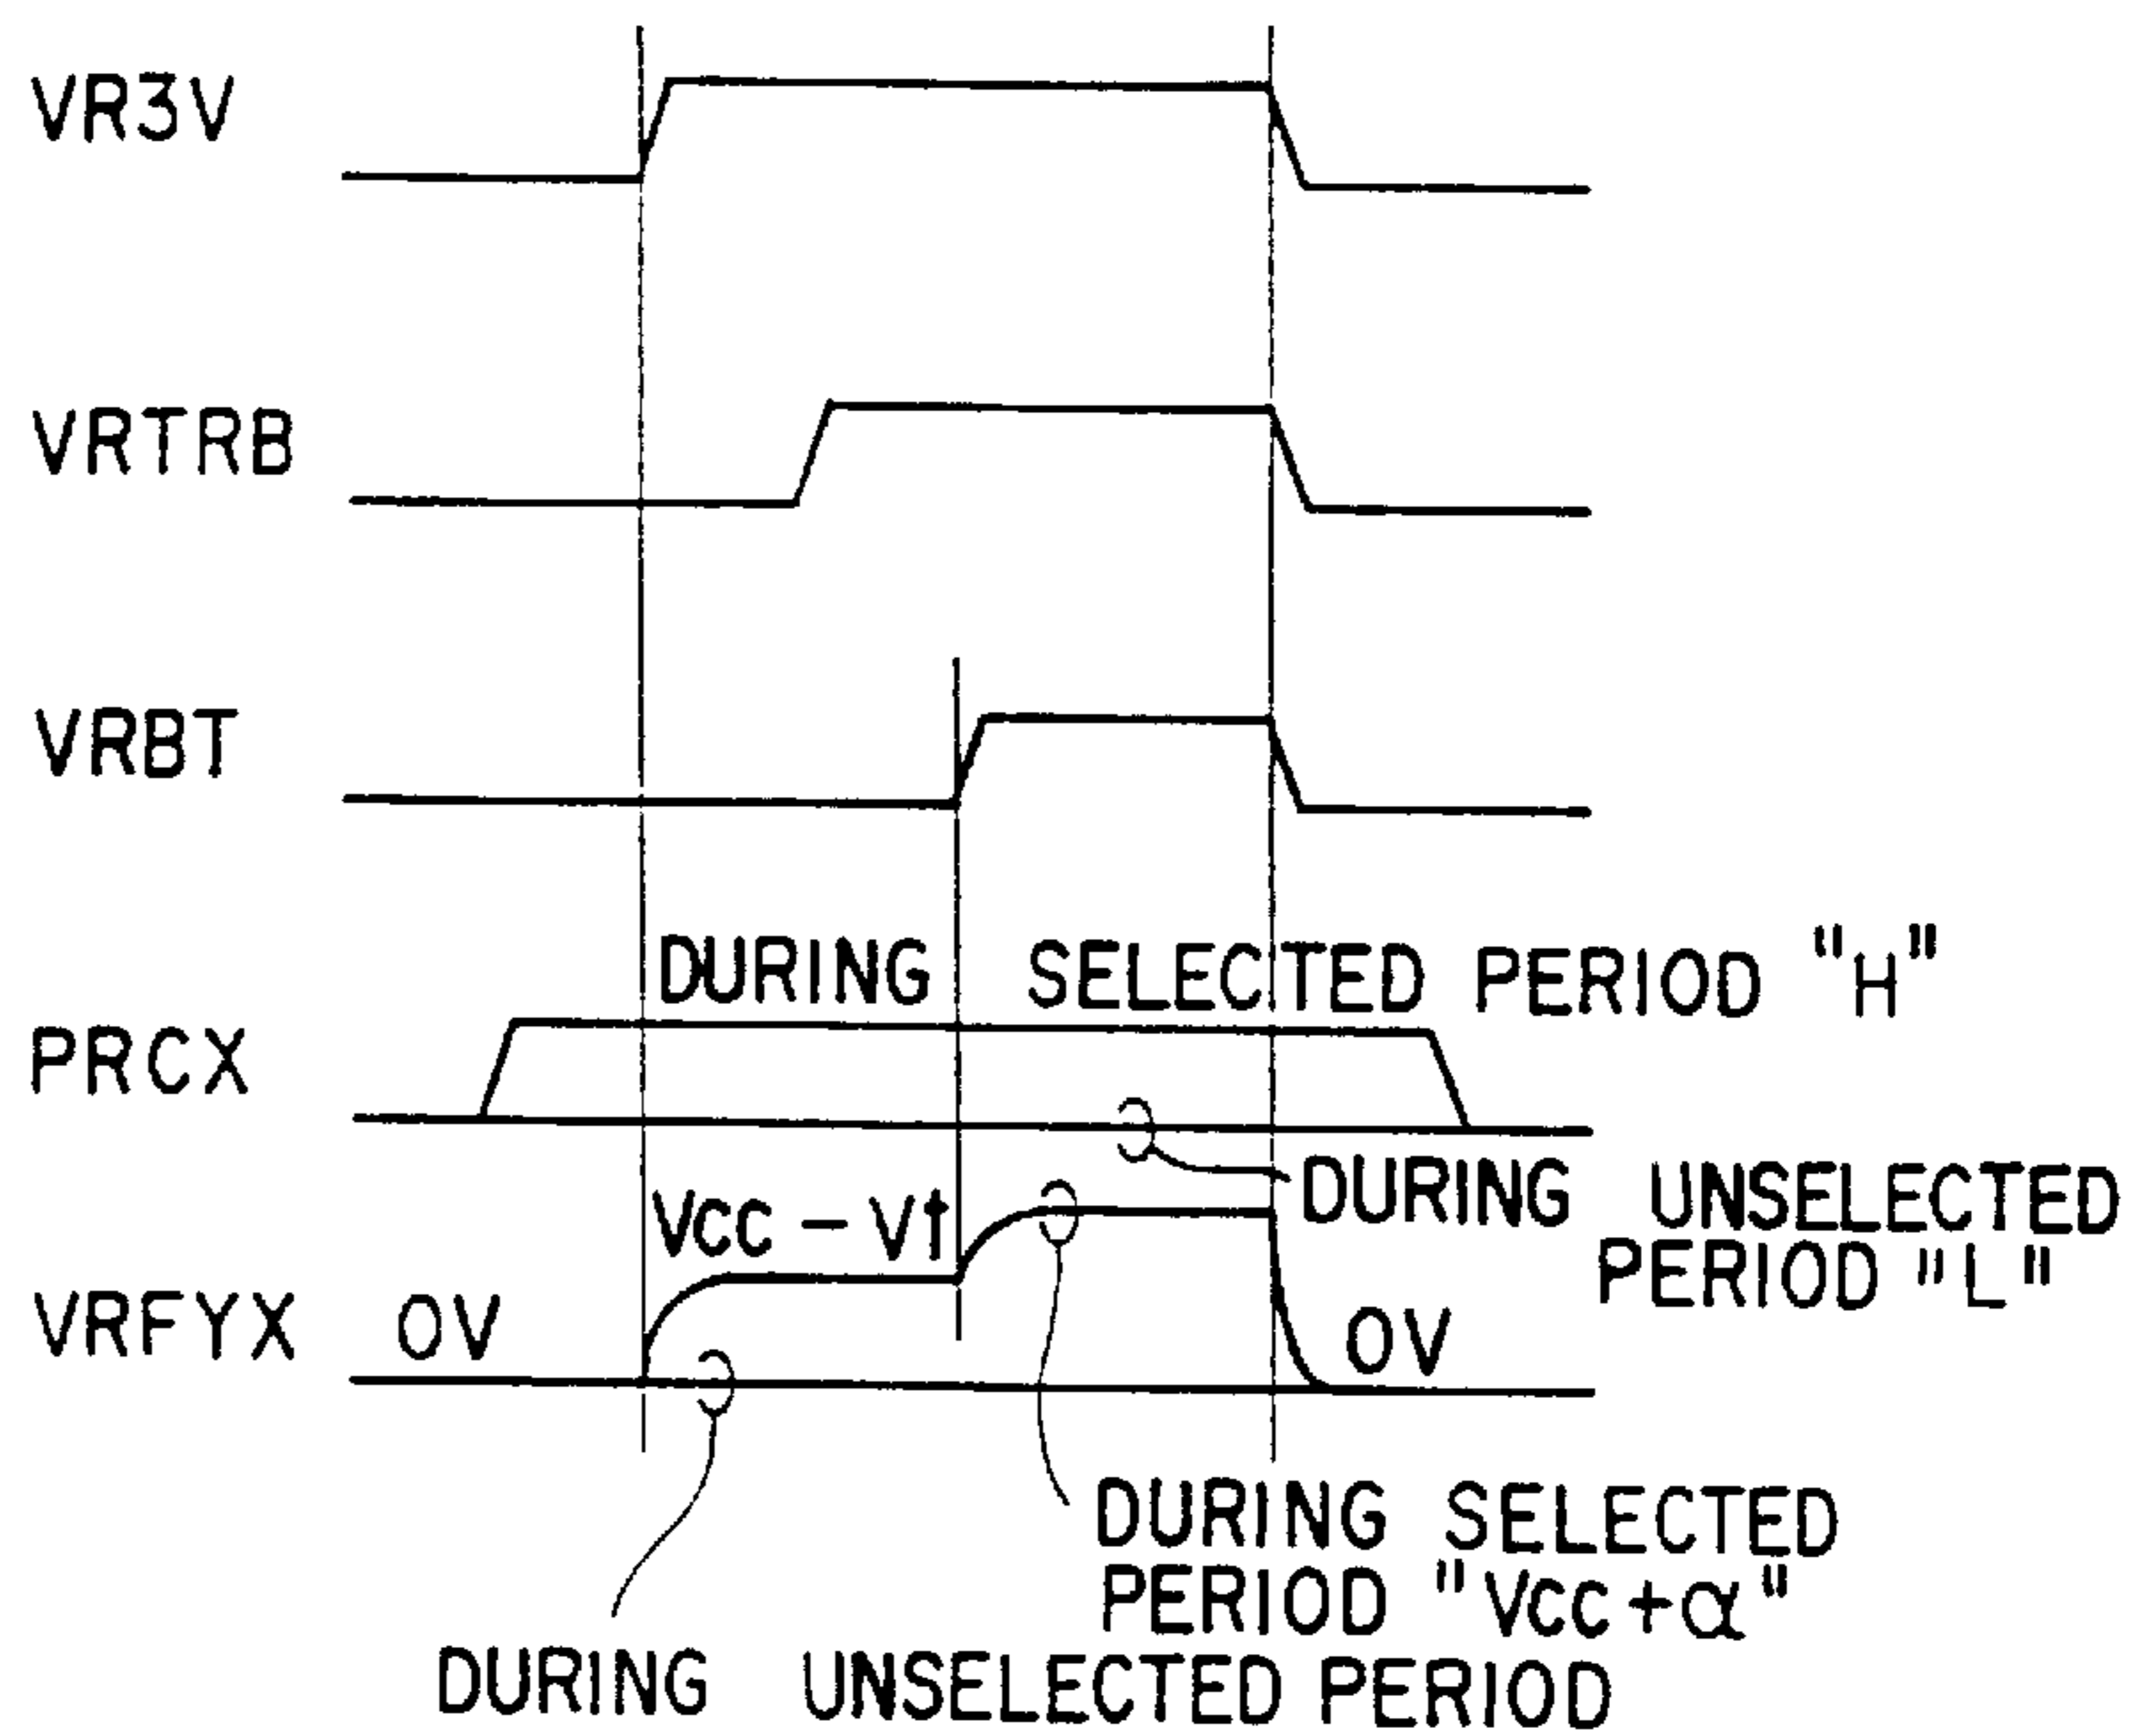 VR3V
VRTRB
VRBT
DURING SELECTED PERIOD "H"
PRCX
DURING UNSELECTED
PERIOD "L"
VCC - Vt
VRFYX
0V
0V
DURING SELECTED
PERIOD "VCC+α"
DURING UNSELECTED PERIOD